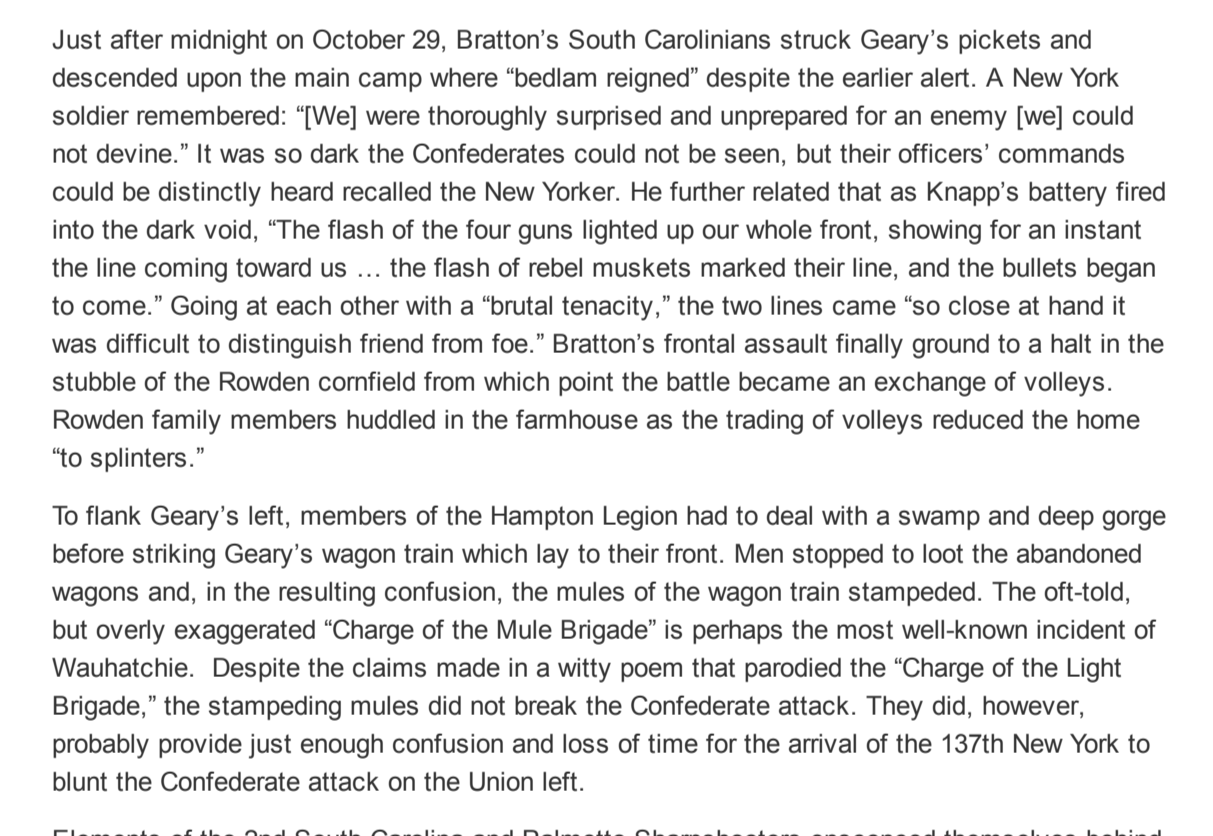 Just after midnight on October 29, Bratton’s South Carolinians struck Geary’s pickets and
descended upon the main camp where “bedlam reigned” despite the earlier alert. A New York
soldier remembered: “[We] were thoroughly surprised and unprepared for an enemy [we] could
not devine.” It was so dark the Confederates could not be seen, but their officers’ commands
could be distinctly heard recalled the New Yorker. He further related that as Knapp’s battery fired
into the dark void, “The flash of the four guns lighted up our whole front, showing for an instant
the line coming toward us … the flash of rebel muskets marked their line, and the bullets began
to come.” Going at each other with a “brutal tenacity,” the two lines came “so close at hand it
was difficult to distinguish friend from foe.” Bratton’s frontal assault finally ground to a halt in the
stubble of the Rowden cornfield from which point the battle became an exchange of volleys.
Rowden family members huddled in the farmhouse as the trading of volleys reduced the home
“to splinters.”
To flank Geary’s left, members of the Hampton Legion had to deal with a swamp and deep gorge
before striking Geary’s wagon train which lay to their front. Men stopped to loot the abandoned
wagons and, in the resulting confusion, the mules of the wagon train stampeded. The oft-told,
but overly exaggerated “Charge of the Mule Brigade” is perhaps the most well-known incident of
Wauhatchie.  Despite the claims made in a witty poem that parodied the “Charge of the Light
Brigade,” the stampeding mules did not break the Confederate attack. They did, however,
probably provide just enough confusion and loss of time for the arrival of the 137th New York to
blunt the Confederate attack on the Union left.